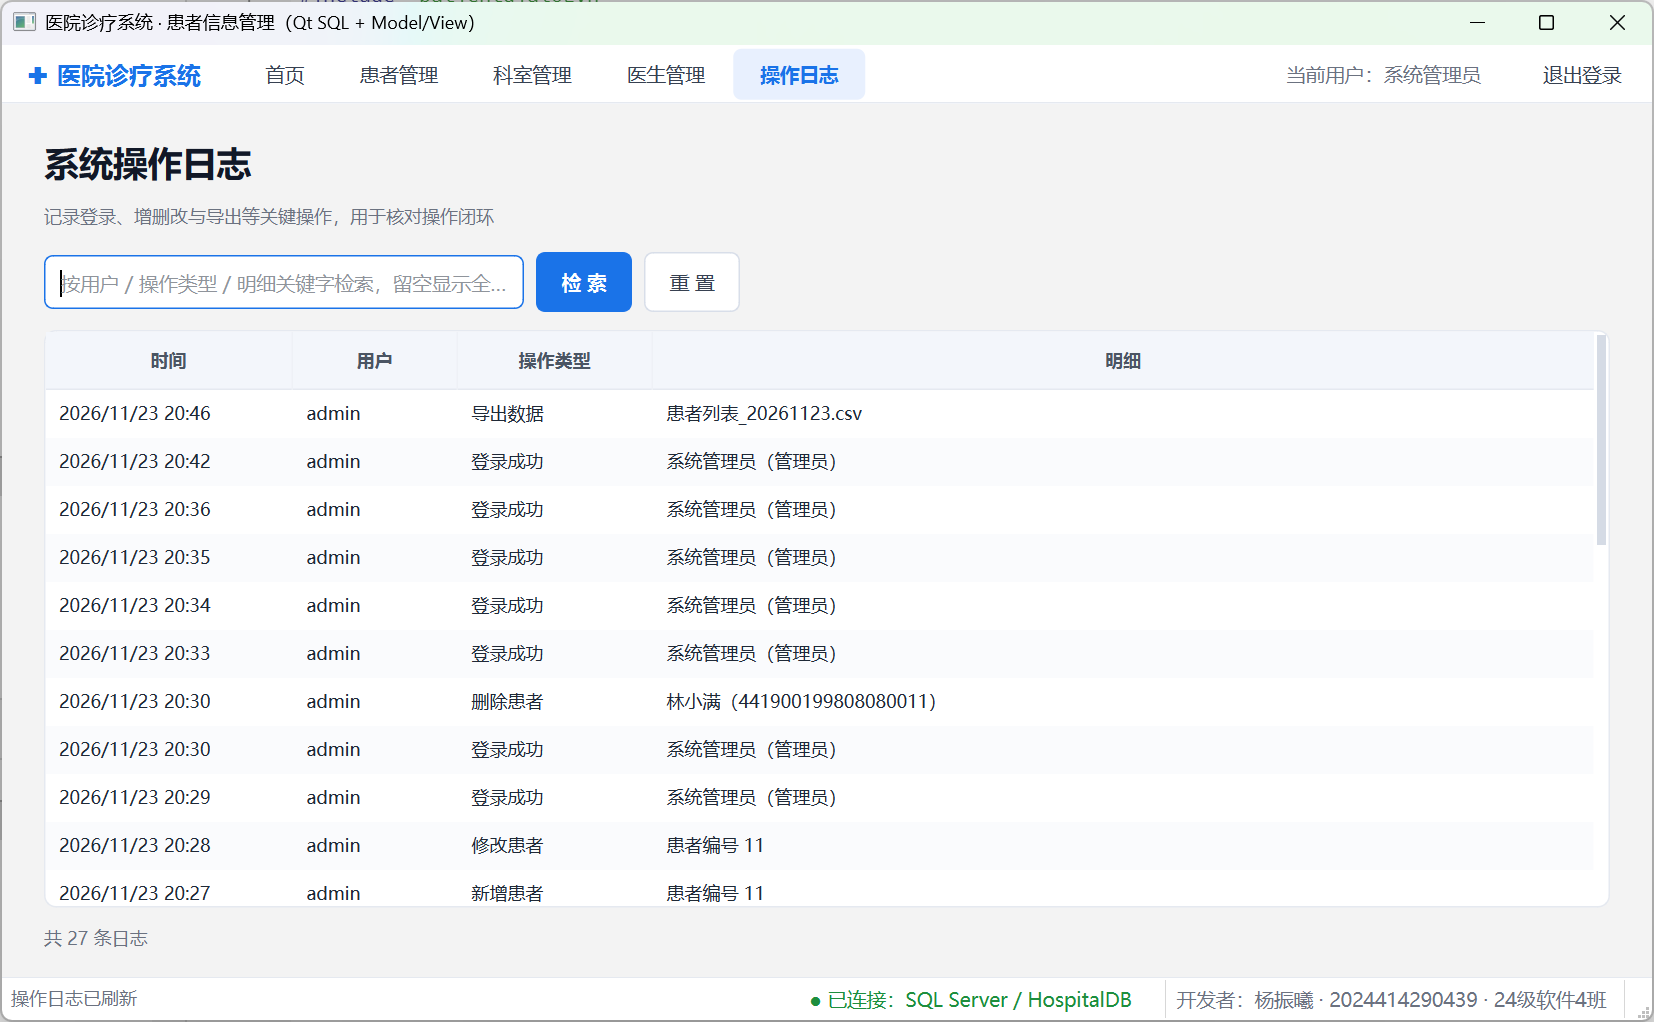 医院诊疗系统 · 患者信息管理（Qt SQL + Model/View）
医院诊疗系统 首页 患者管理 科室管理 医生管理 操作日志 当前用户：系统管理员 退出登录
系统操作日志
记录登录、增删改与导出等关键操作，用于核对操作闭环
按用户 / 操作类型 / 明细关键字检索，留空显示全... 检 索 重 置
时间 用户 操作类型 明细
2026/11/23 20:46 admin 导出数据 患者列表_20261123.csv
2026/11/23 20:42 admin 登录成功 系统管理员（管理员）
2026/11/23 20:36 admin 登录成功 系统管理员（管理员）
2026/11/23 20:35 admin 登录成功 系统管理员（管理员）
2026/11/23 20:34 admin 登录成功 系统管理员（管理员）
2026/11/23 20:33 admin 登录成功 系统管理员（管理员）
2026/11/23 20:30 admin 删除患者 林小满（441900199808080011）
2026/11/23 20:30 admin 登录成功 系统管理员（管理员）
2026/11/23 20:29 admin 登录成功 系统管理员（管理员）
2026/11/23 20:28 admin 修改患者 患者编号 11
2026/11/23 20:27 admin 新增患者 患者编号 11
共 27 条日志
操作日志已刷新 ● 已连接：SQL Server / HospitalDB 开发者：杨振曦 · 2024414290439 · 24级软件4班